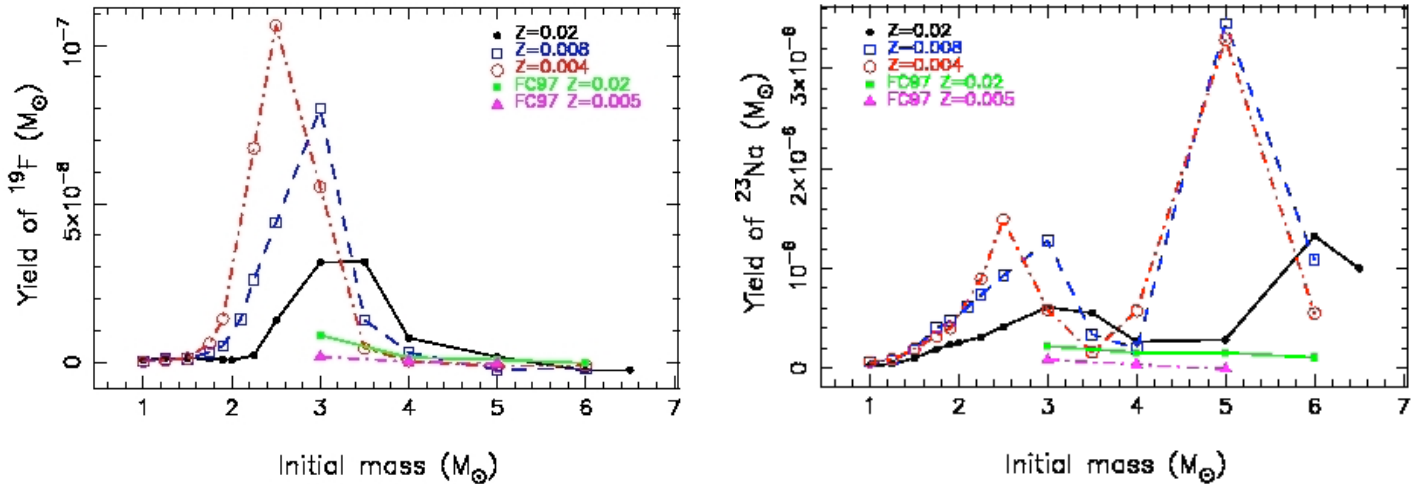 Z=0.02
Z=0.008
Z=0.004
FC97 Z=0.02
FC97 Z=0.005
10⁻⁷
5×10⁻⁸
0
1 2 3 4 5 6 7
Yield of ¹⁹F (M⊙)
Initial mass (M⊙)
Z=0.02
Z=0.008
Z=0.004
FC97 Z=0.02
FC97 Z=0.005
3×10⁻⁶
2×10⁻⁶
10⁻⁶
0
1 2 3 4 5 6 7
Yield of ²³Na (M⊙)
Initial mass (M⊙)